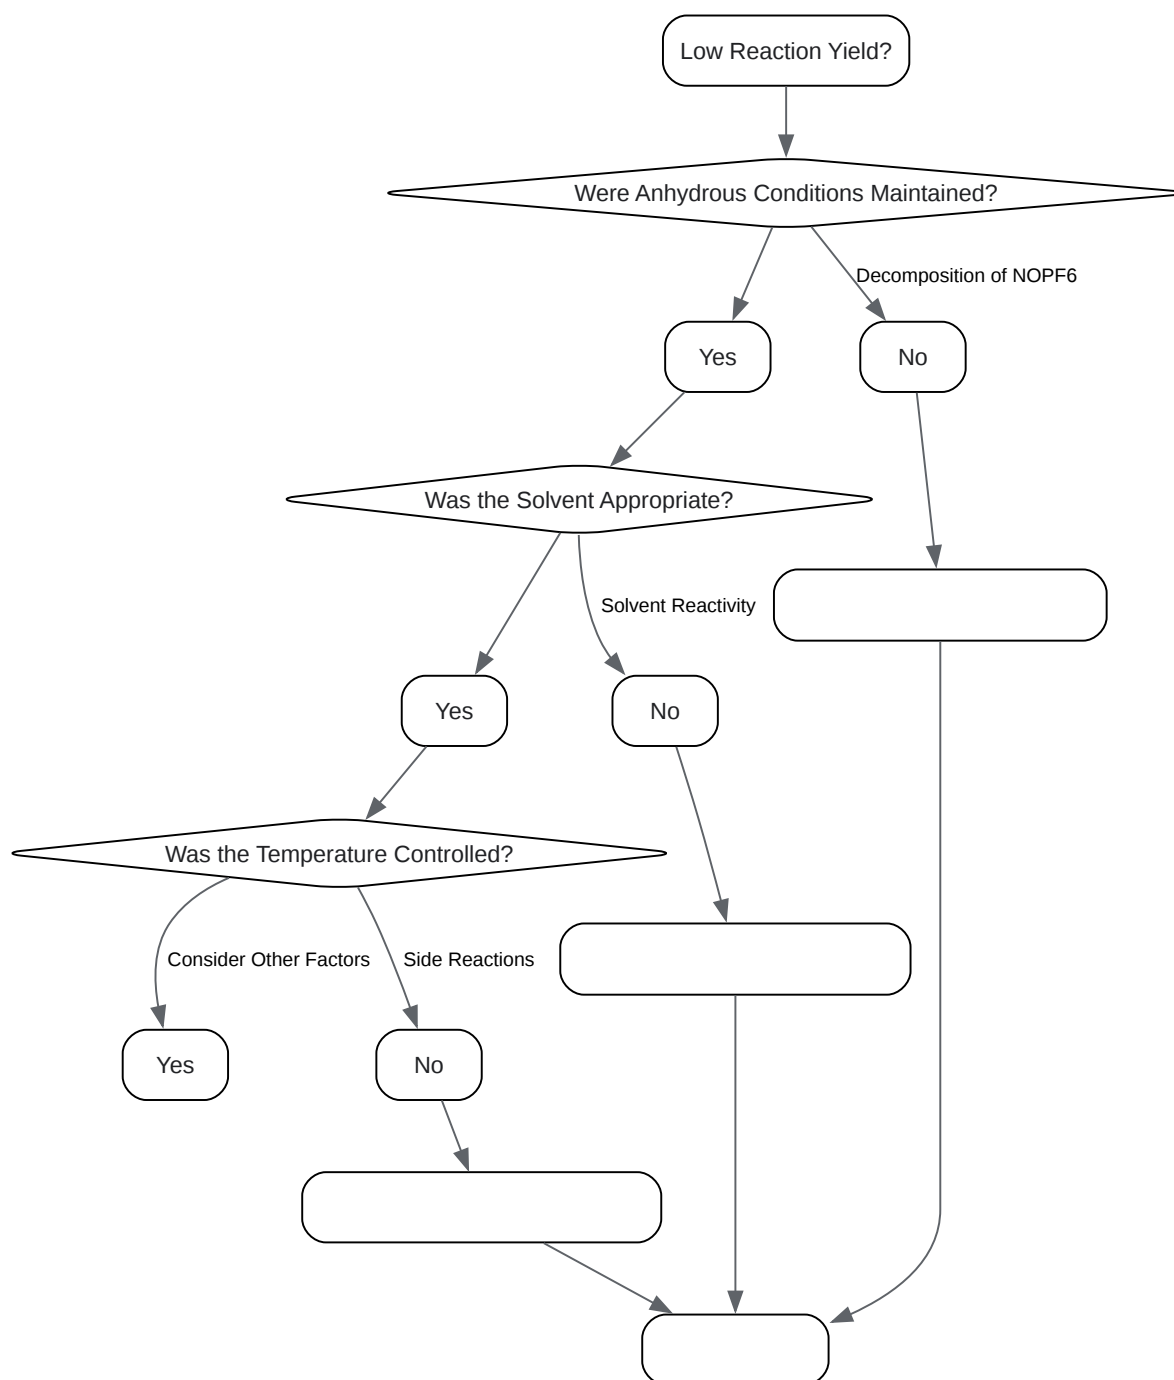 Low Reaction Yield?
Were Anhydrous Conditions Maintained?
Decomposition of NOPF6
Yes
No
Was the Solvent Appropriate?
Solvent Reactivity
Yes
No
Was the Temperature Controlled?
Consider Other Factors
Side Reactions
Yes
No